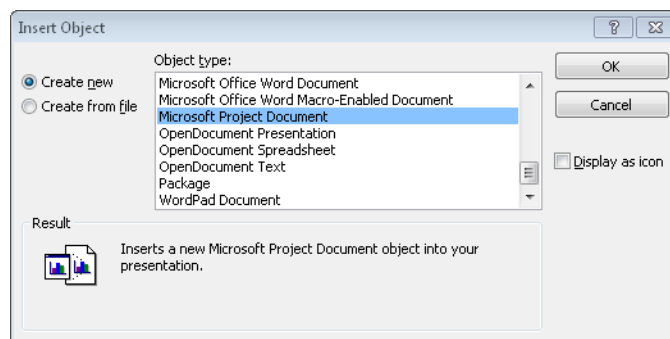 Insert Object
Object type:
Create new
Create from file
Microsoft Office Word Document
Microsoft Office Word Macro-Enabled Document
Microsoft Project Document
OpenDocument Presentation
OpenDocument Spreadsheet
OpenDocument Text
Package
WordPad Document
OK
Cancel
Display as icon
Result
Inserts a new Microsoft Project Document object into your
presentation.